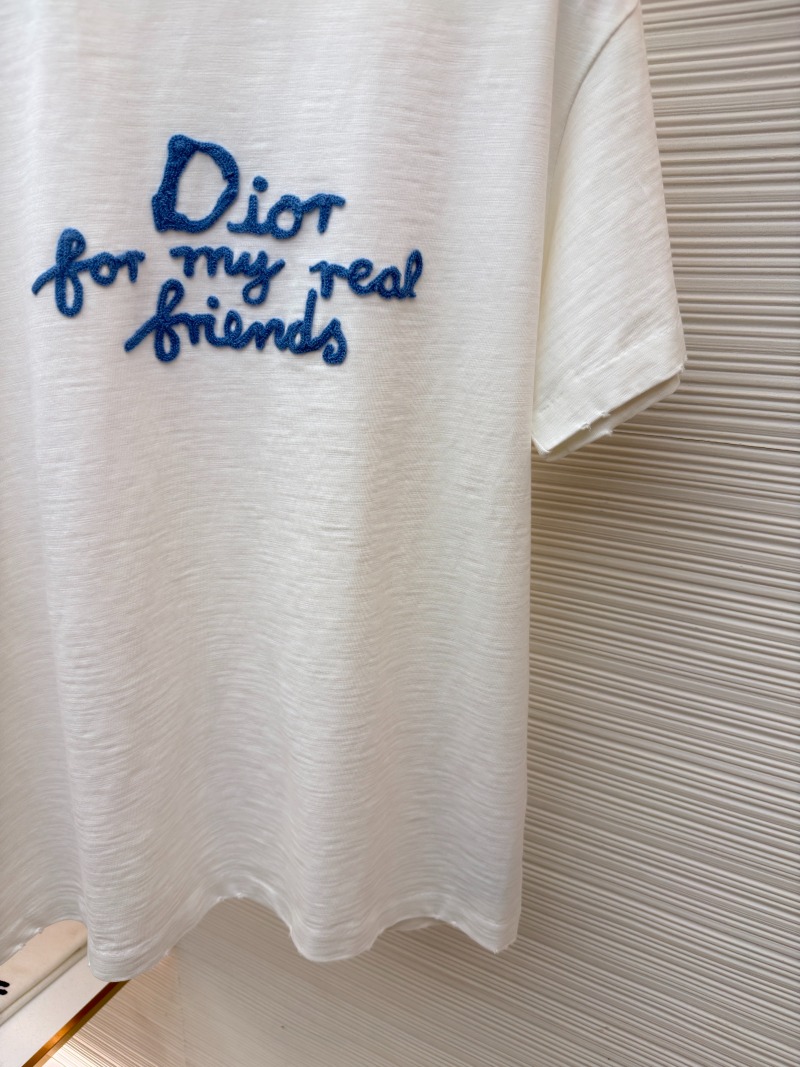 Dior
for my real
friends